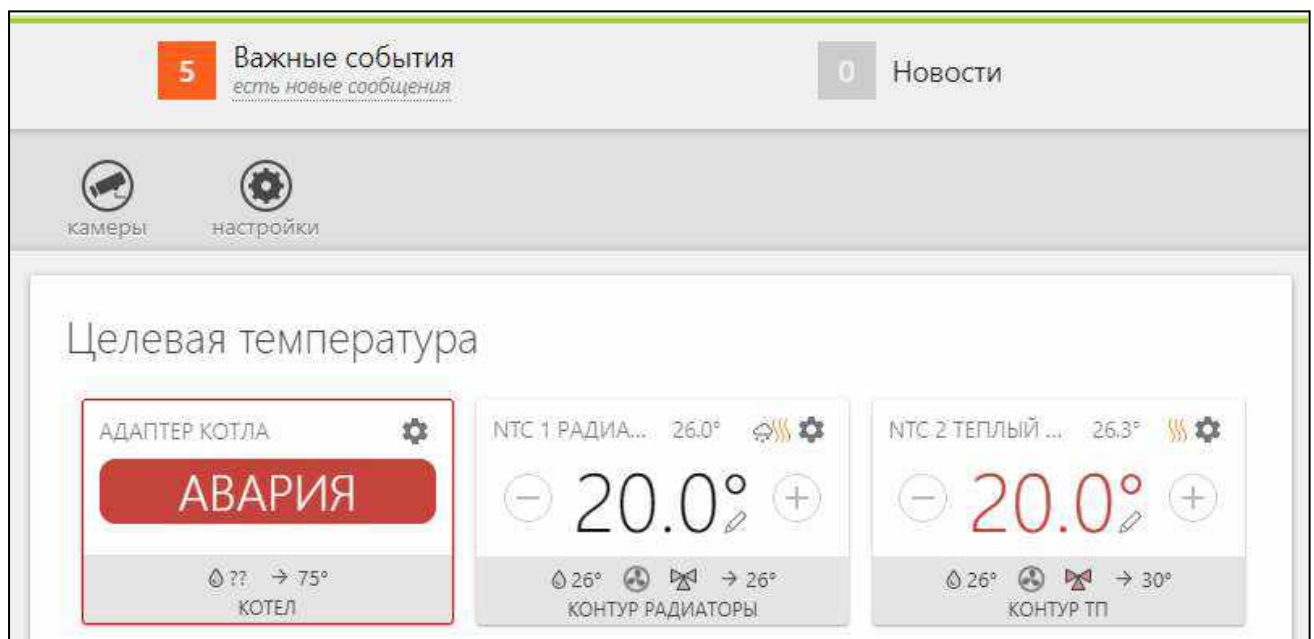 5 Важные события
есть новые сообщения
0 Новости
камеры настройки
Целевая температура
АДАПТЕР КОТЛА
АВАРИЯ
?? → 75°
КОТЕЛ
NTC 1 РАДИА... 26.0°
− 20.0° +
26° → 26°
КОНТУР РАДИАТОРЫ
NTC 2 ТЕПЛЫЙ ... 26.3°
− 20.0° +
26° → 30°
КОНТУР ТП